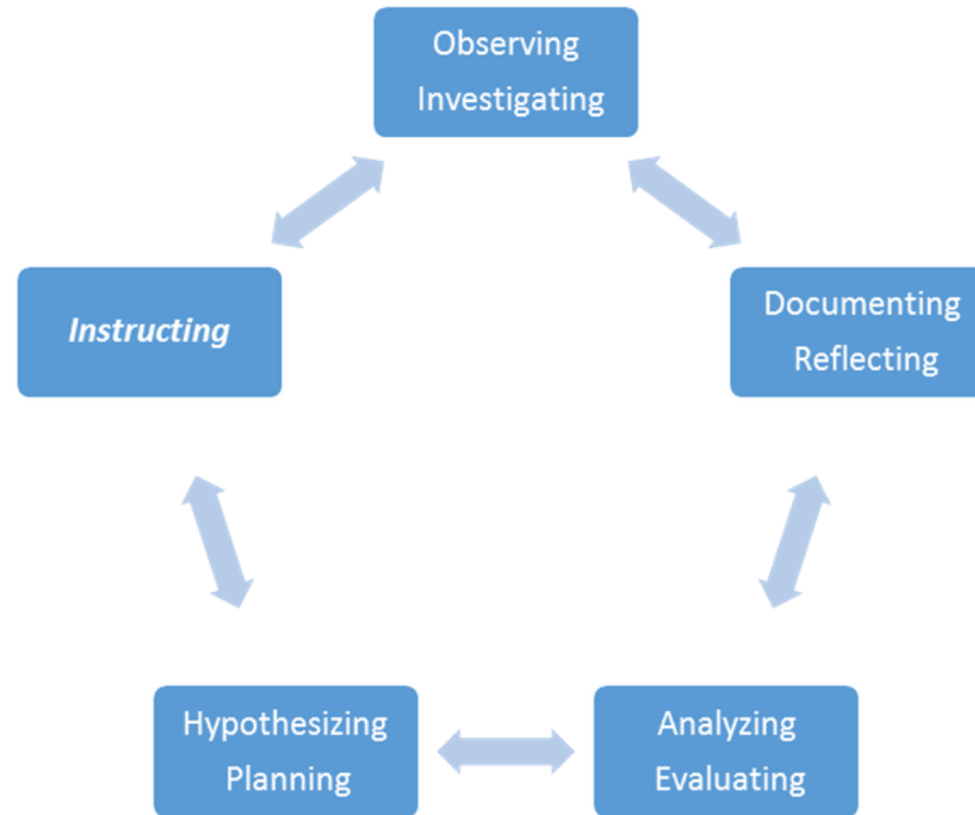 Observing
Investigating
Documenting
Reflecting
Analyzing
Evaluating
Hypothesizing
Planning
Instructing